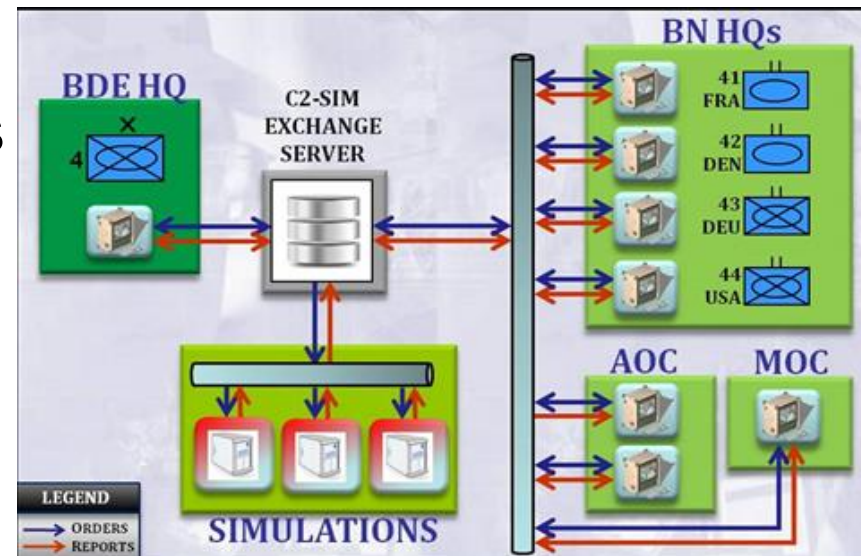 BDE HQ
4
C2-SIM
EXCHANGE
SERVER
BN HQs
41
FRA
42
DEN
43
DEU
44
USA
AOC
MOC
SIMULATIONS
LEGEND
ORDERS
REPORTS